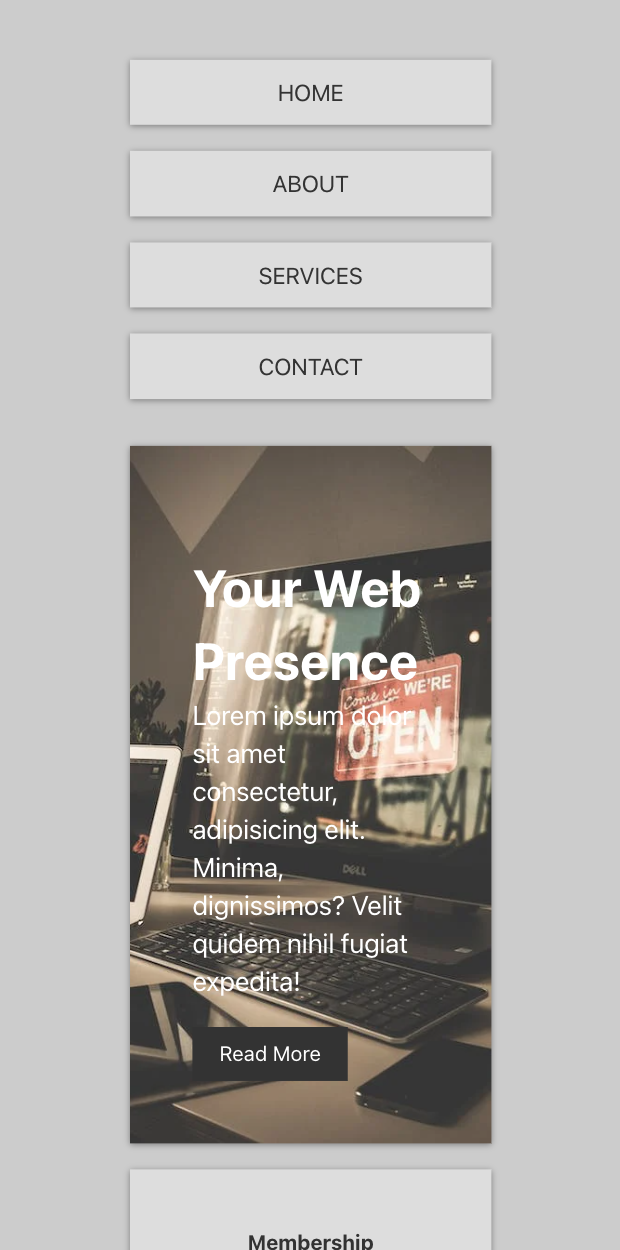 HOME
ABOUT
SERVICES
CONTACT
Your Web
Presence
Come in WE'RE
OPEN
Lorem ipsum dolor
sit amet
consectetur,
adipisicing elit.
Minima,
dignissimos? Velit
quidem nihil fugiat
expedita!
DELL
Read More
Membership